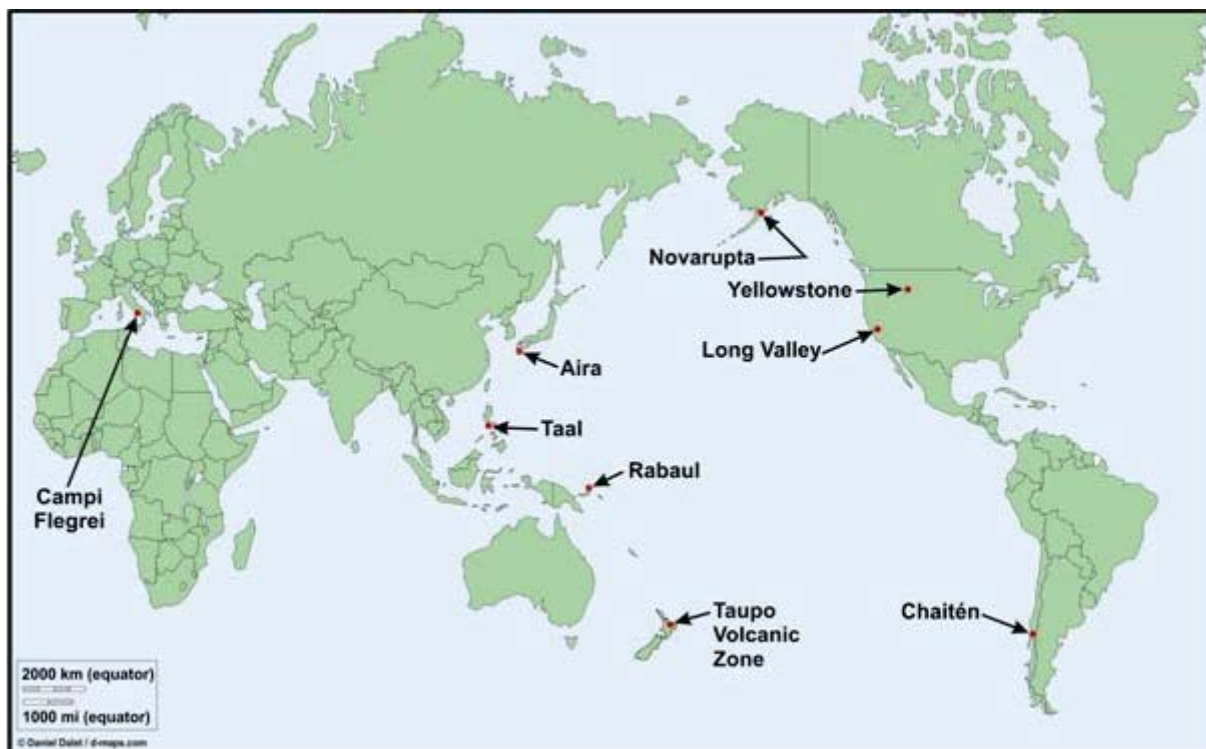 Novarupta
Yellowstone
Long Valley
Aira
Taal
Rabaul
Campi
Flegrei
Taupo
Volcanic
Zone
Chaitén
2000 km (equator)
1000 mi (equator)
© Daniel Dalet / d-maps.com